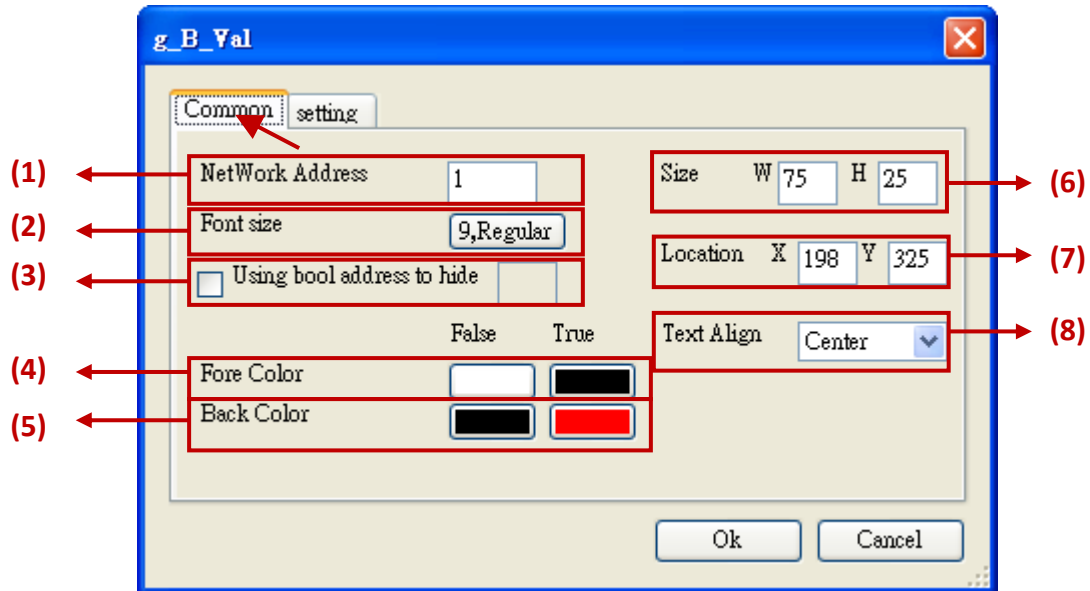 g_B_Val
Common setting
(1) NetWork Address 1
Size W 75 H 25 (6)
(2) Font size 9,Regular
(3) Using bool address to hide
Location X 198 Y 325 (7)
False True
Text Align Center (8)
(4) Fore Color
(5) Back Color
Ok Cancel